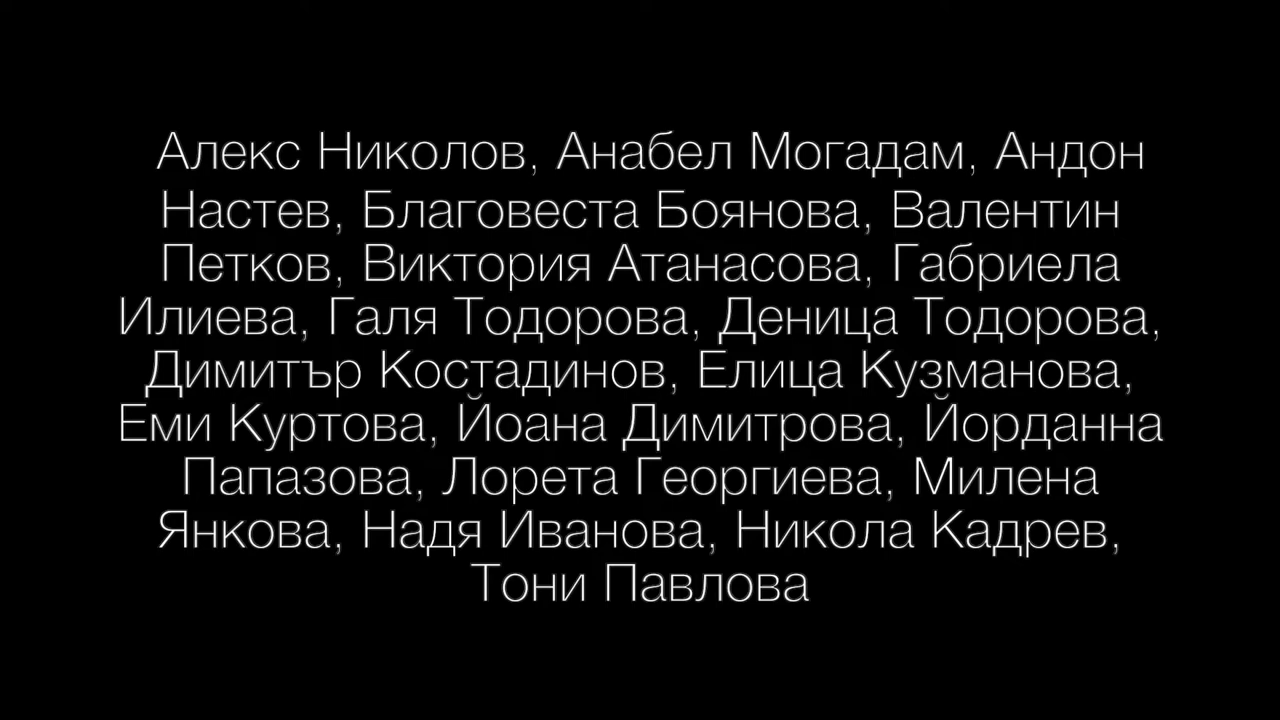 Алекс Николов, Анабел Могадам, Андон
Настев, Благовеста Боянова, Валентин
Петков, Виктория Атанасова, Габриела
Илиева, Галя Тодорова, Деница Тодорова,
Димитър Костадинов, Елица Кузманова,
Еми Куртова, Йоана Димитрова, Йорданна
Папазова, Лорета Георгиева, Милена
Янкова, Надя Иванова, Никола Кадрев,
Тони Павлова